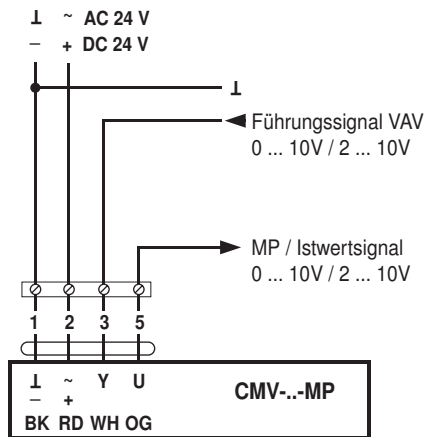 ⊥ ~ AC 24 V
– + DC 24 V
⊥
Führungssignal VAV
0 ... 10V / 2 ... 10V
MP / Istwertsignal
0 ... 10V / 2 ... 10V
1 2 3 5
⊥ ~ Y U
– +
CMV-..-MP
BK RD WH OG